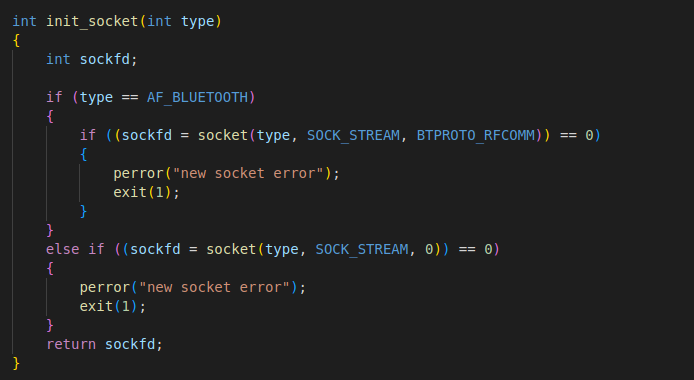 int init_socket(int type)
{
    int sockfd;

    if (type == AF_BLUETOOTH)
    {
        if ((sockfd = socket(type, SOCK_STREAM, BTPROTO_RFCOMM)) == 0)
        {
            perror("new socket error");
            exit(1);
        }
    }
    else if ((sockfd = socket(type, SOCK_STREAM, 0)) == 0)
    {
        perror("new socket error");
        exit(1);
    }
    return sockfd;
}